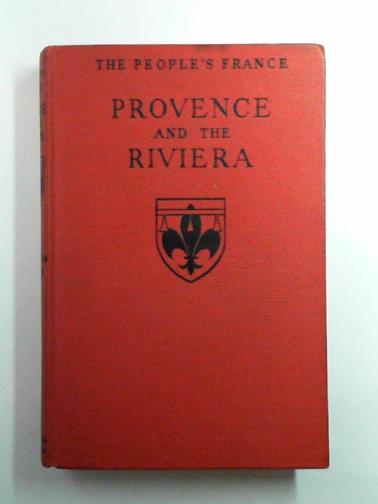 THE PEOPLE'S FRANCE
PROVENCE
AND THE
RIVIERA